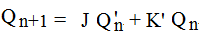 Qn+1 = J Q'n + K' Qn